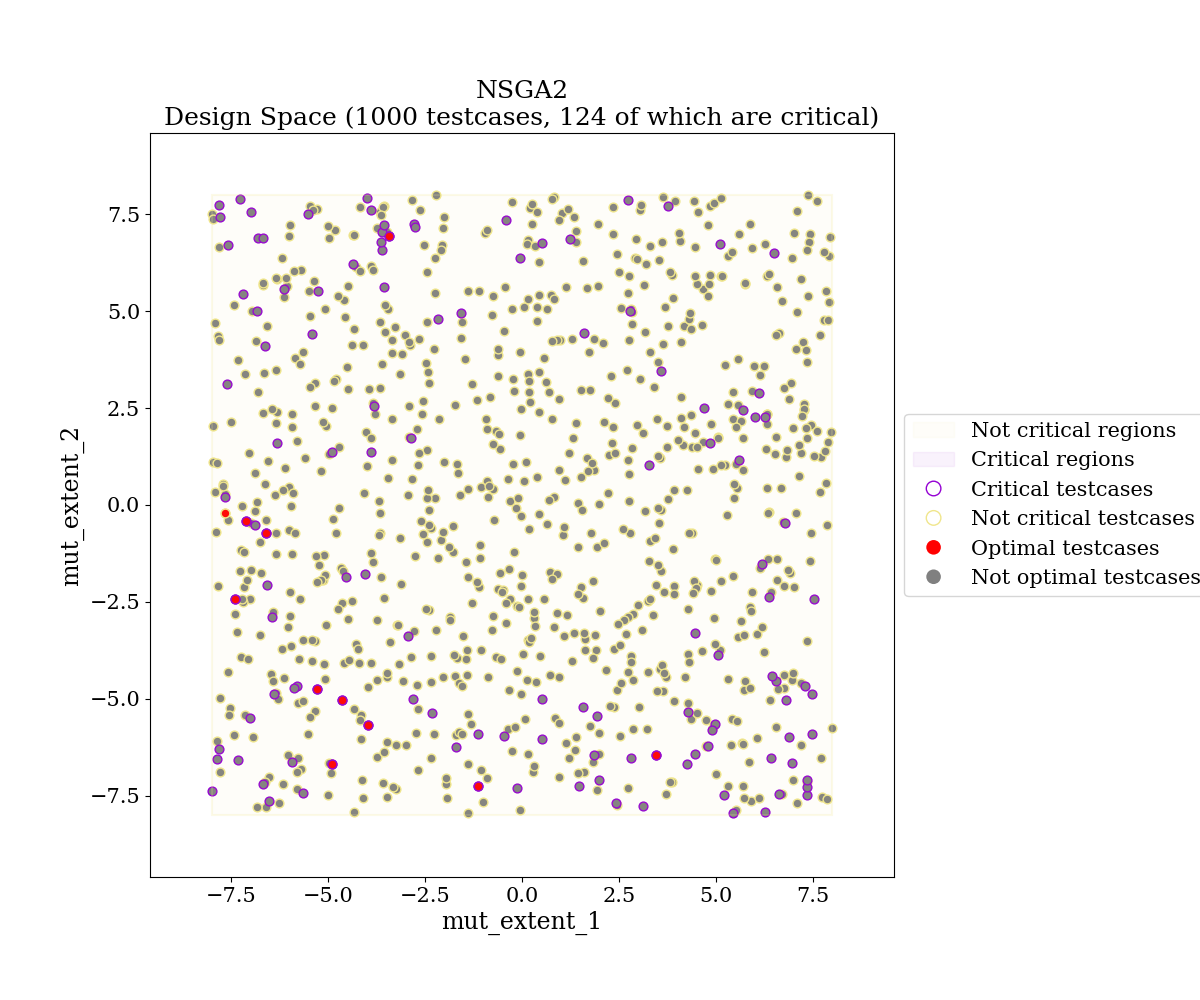 NSGA2
Design Space (1000 testcases, 124 of which are critical)
mut_extent_2
7.5
5.0
2.5
0.0
−2.5
−5.0
−7.5
−7.5
−5.0
−2.5
0.0
2.5
5.0
7.5
mut_extent_1
Not critical regions
Critical regions
Critical testcases
Not critical testcases
Optimal testcases
Not optimal testcases